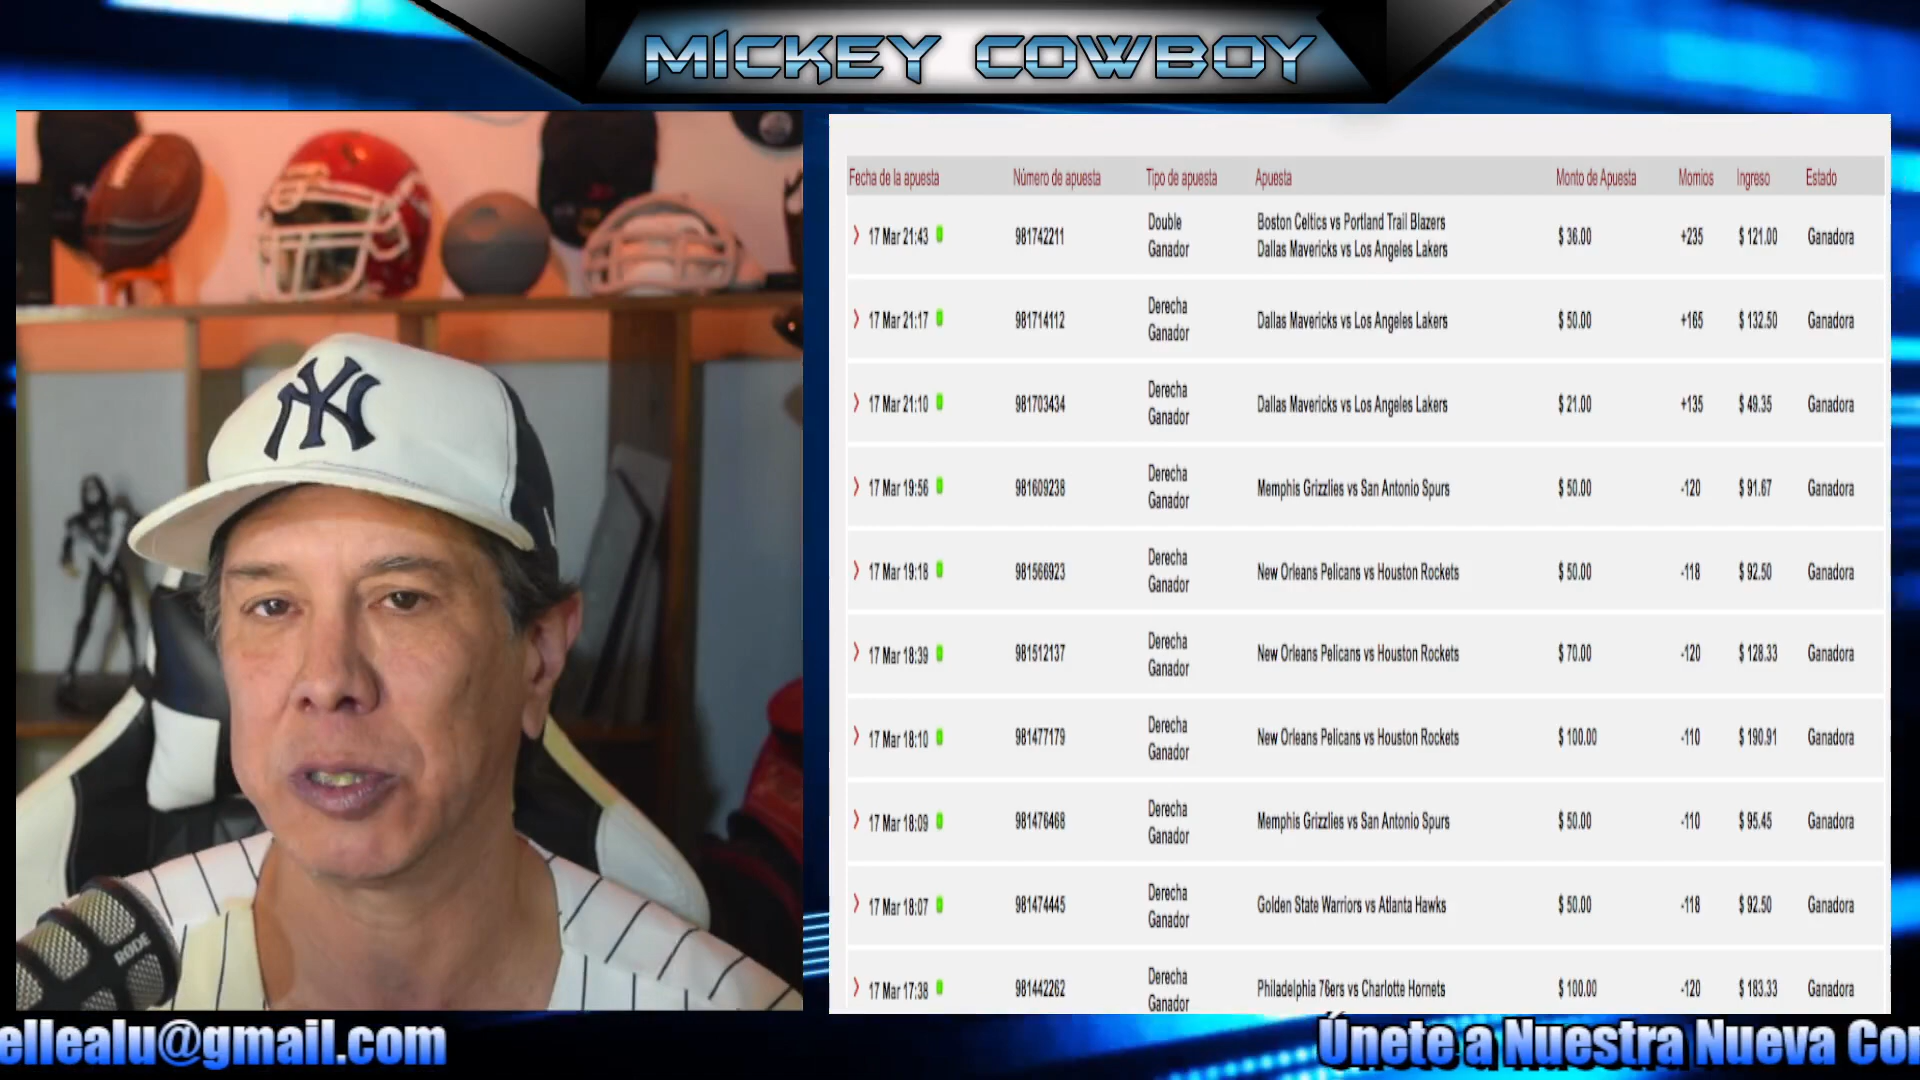 MICKEY COWBOY
Fecha de la apuesta Número de apuesta Tipo de apuesta Apuesta Monto de Apuesta Momios Ingreso Estado
17 Mar 21:43 981742211 Double Ganador Boston Celtics vs Portland Trail Blazers Dallas Mavericks vs Los Angeles Lakers $ 36.00 +235 $ 121.00 Ganadora
17 Mar 21:17 981714112 Derecha Ganador Dallas Mavericks vs Los Angeles Lakers $ 50.00 +165 $ 132.50 Ganadora
17 Mar 21:10 981703434 Derecha Ganador Dallas Mavericks vs Los Angeles Lakers $ 21.00 +135 $ 49.35 Ganadora
17 Mar 19:56 981609238 Derecha Ganador Memphis Grizzlies vs San Antonio Spurs $ 50.00 -120 $ 91.67 Ganadora
17 Mar 19:18 981566923 Derecha Ganador New Orleans Pelicans vs Houston Rockets $ 50.00 -118 $ 92.50 Ganadora
17 Mar 18:39 981512137 Derecha Ganador New Orleans Pelicans vs Houston Rockets $ 70.00 -120 $ 128.33 Ganadora
17 Mar 18:10 981477179 Derecha Ganador New Orleans Pelicans vs Houston Rockets $ 100.00 -110 $ 190.91 Ganadora
17 Mar 18:09 981476468 Derecha Ganador Memphis Grizzlies vs San Antonio Spurs $ 50.00 -110 $ 95.45 Ganadora
17 Mar 18:07 981474445 Derecha Ganador Golden State Warriors vs Atlanta Hawks $ 50.00 -118 $ 92.50 Ganadora
17 Mar 17:38 981442262 Derecha Ganador Philadelphia 76ers vs Charlotte Hornets $ 100.00 -120 $ 183.33 Ganadora
NY
RØDE
ellealu@gmail.com
Únete a Nuestra Nueva Co